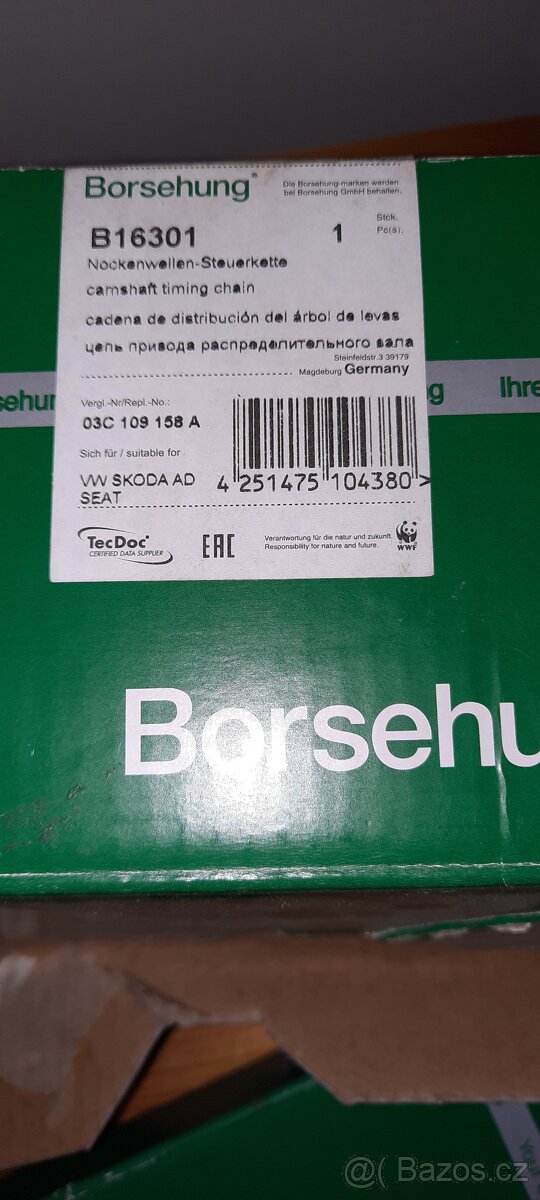 Borsehung®
Die Borsehung-marken werden
bei Borsehung GmbH behalten.
B16301 1 Stck.
Pc(s).
Nockenwellen-Steuerkette
camshaft timing chain
cadena de distribución del árbol de levas
цепь привода распределительного вала
Steinfeldstr.3 39179
Magdeburg Germany
sehun
g
Ihre
Vergl.-Nr/Repl.-No.:
03C 109 158 A
Sich für / suitable for
VW SKODA AD
SEAT
4 251475 104380 >
TecDoc®
CERTIFIED DATA SUPPLIER
EAC
Verantwortung für die natur und zukunft.
Responsibility for nature and future.
WWF
Borsehu
@ Bazos.cz